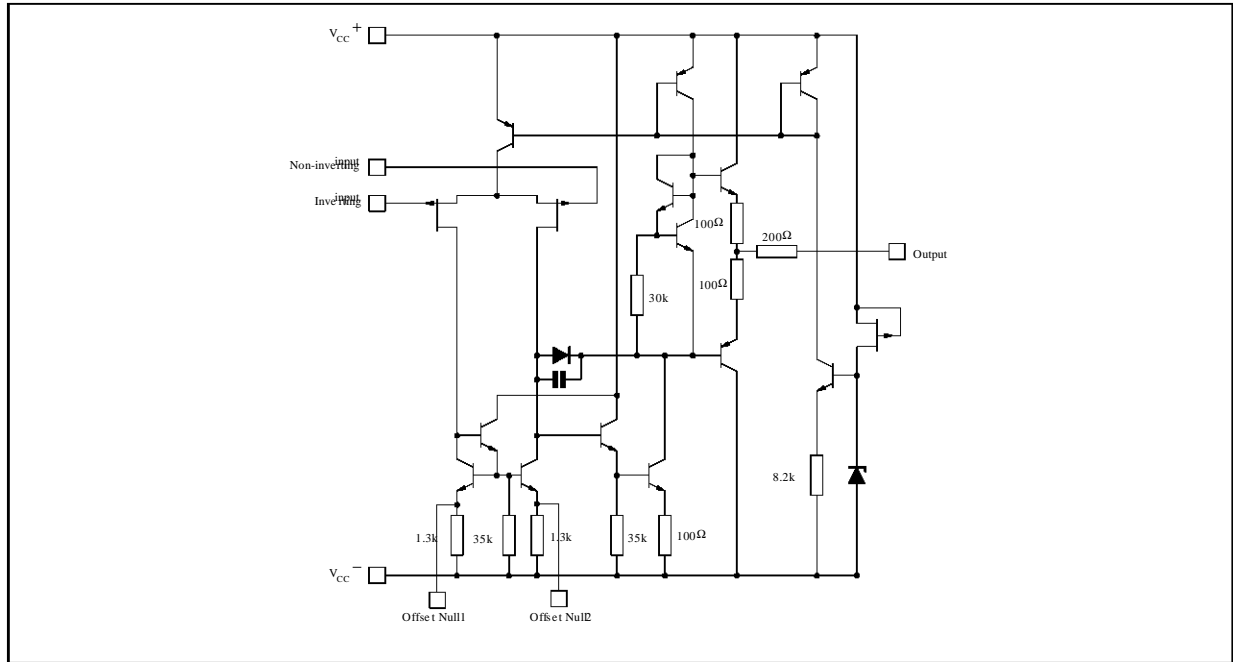 VCC+
Non-inverting input
Inverting input
100Ω
200Ω
Output
100Ω
30k
8.2k
1.3k
35k
1.3k
35k
100Ω
VCC−
Offset Null1
Offset Null2